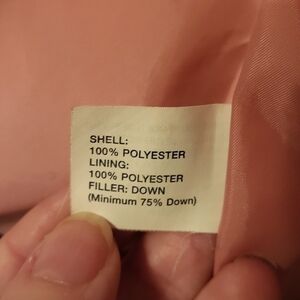 SHELL:
100% POLYESTER
LINING:
100% POLYESTER
FILLER: DOWN
(Minimum 75% Down)